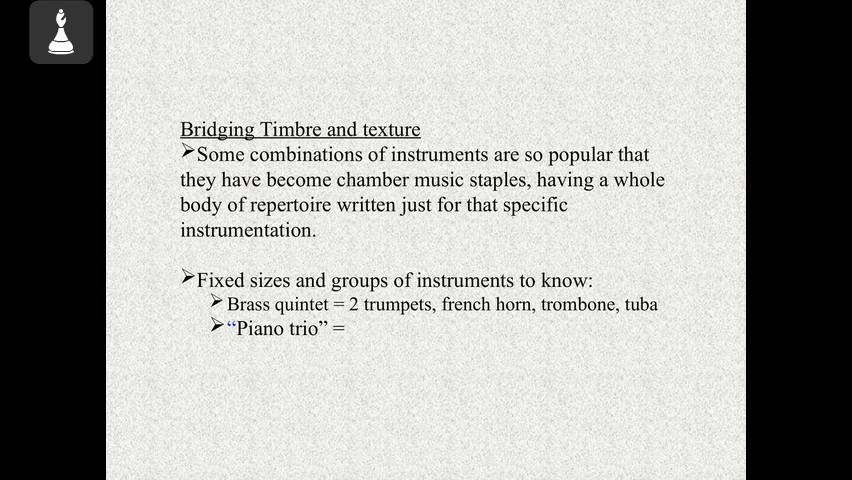 Bridging Timbre and texture
➢Some combinations of instruments are so popular that
they have become chamber music staples, having a whole
body of repertoire written just for that specific
instrumentation.
➢Fixed sizes and groups of instruments to know:
➢Brass quintet = 2 trumpets, french horn, trombone, tuba
➢“Piano trio” =